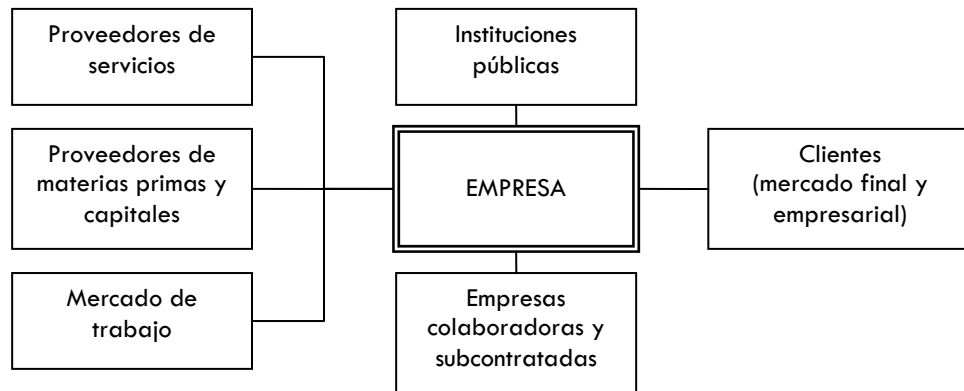 Proveedores de
servicios
Instituciones
públicas
Proveedores de
materias primas y
capitales
EMPRESA
Clientes
(mercado final y
empresarial)
Mercado de
trabajo
Empresas
colaboradoras y
subcontratadas